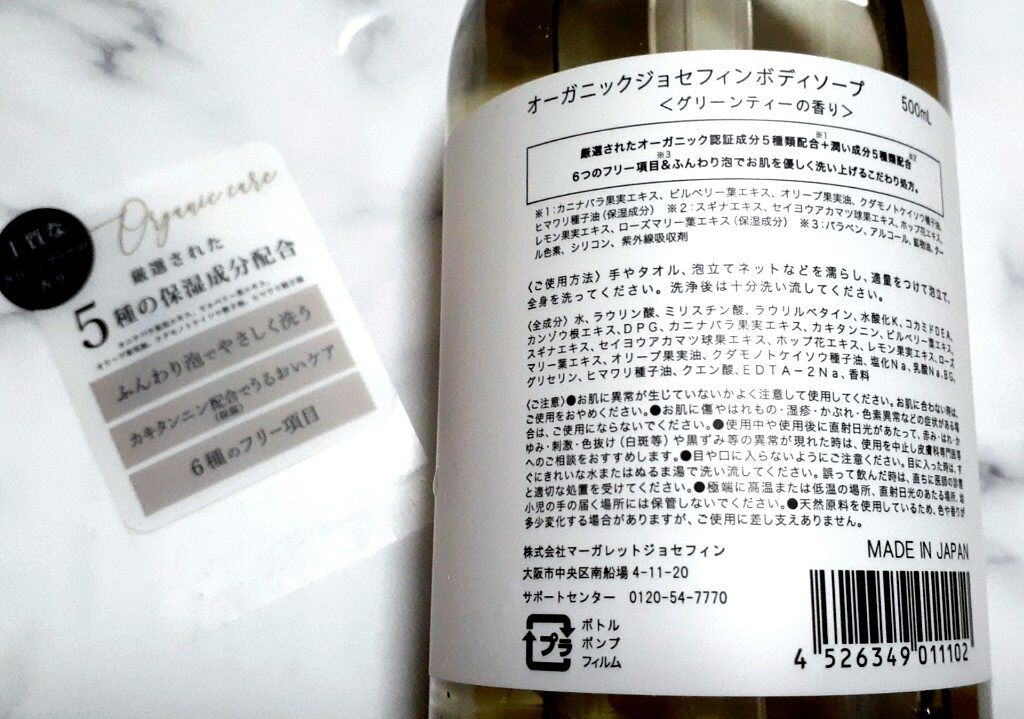 上質な
Organic care
厳選された
5種の保湿成分配合
ふんわり泡でやさしく洗う
カキタンニン配合でうるおいケア
(保湿)
6種のフリー項目
オーガニックジョセフィンボディソープ
<グリーンティーの香り>
500mL
厳選されたオーガニック認証成分5種類配合※1+潤い成分5種類配合※2
6つのフリー項目※3&ふんわり泡でお肌を優しく洗い上げるこだわり処方。
※1:カニナバラ果実エキス、ビルベリー葉エキス、オリーブ果実油、クダモノトケイソウ種子油、
ヒマワリ種子油(保湿成分) ※2:スギナエキス、セイヨウアカマツ球果エキス、ホップ花エキス、
レモン果実エキス、ローズマリー葉エキス(保湿成分) ※3:パラベン、アルコール、鉱物油、ター
ル色素、シリコン、紫外線吸収剤
〈ご使用方法〉手やタオル、泡立てネットなどを濡らし、適量をつけて泡立て、
全身を洗ってください。洗浄後は十分洗い流してください。
〈全成分〉水、ラウリン酸、ミリスチン酸、ラウリルベタイン、水酸化K、コカミドDEA、
カンゾウ根エキス、DPG、カニナバラ果実エキス、カキタンニン、ビルベリー葉エキス、
スギナエキス、セイヨウアカマツ球果エキス、ホップ花エキス、レモン果実エキス、ローズ
マリー葉エキス、オリーブ果実油、クダモノトケイソウ種子油、塩化Na、乳酸Na、BG、
グリセリン、ヒマワリ種子油、クエン酸、EDTA-2Na、香料
〈ご注意〉●お肌に異常が生じていないかよく注意して使用してください。お肌に合わない時は、
ご使用をおやめください。●お肌に傷やはれもの・湿疹・かぶれ・色素異常などの症状がある場
合は、ご使用にならないでください。●使用中や使用後に直射日光があたって、赤み・はれ・か
ゆみ・刺激・色抜け(白斑等)や黒ずみ等の異常が現れた時は、使用を中止し皮膚科専門医等
へのご相談をおすすめします。●目や口に入らないようにご注意ください。目に入った時は、す
ぐにきれいな水またはぬるま湯で洗い流してください。誤って飲んだ時は、直ちに医師の診療
と適切な処置を受けてください。●極端に高温または低温の場所、直射日光のあたる場所、幼
小児の手の届く場所には保管しないでください。●天然原料を使用しているため、色や香りが
多少変化する場合がありますが、ご使用に差し支えありません。
株式会社マーガレットジョセフィン
大阪市中央区南船場4-11-20
サポートセンター 0120-54-7770
MADE IN JAPAN
プラ
ボトル
ポンプ
フィルム
4 526349 011102